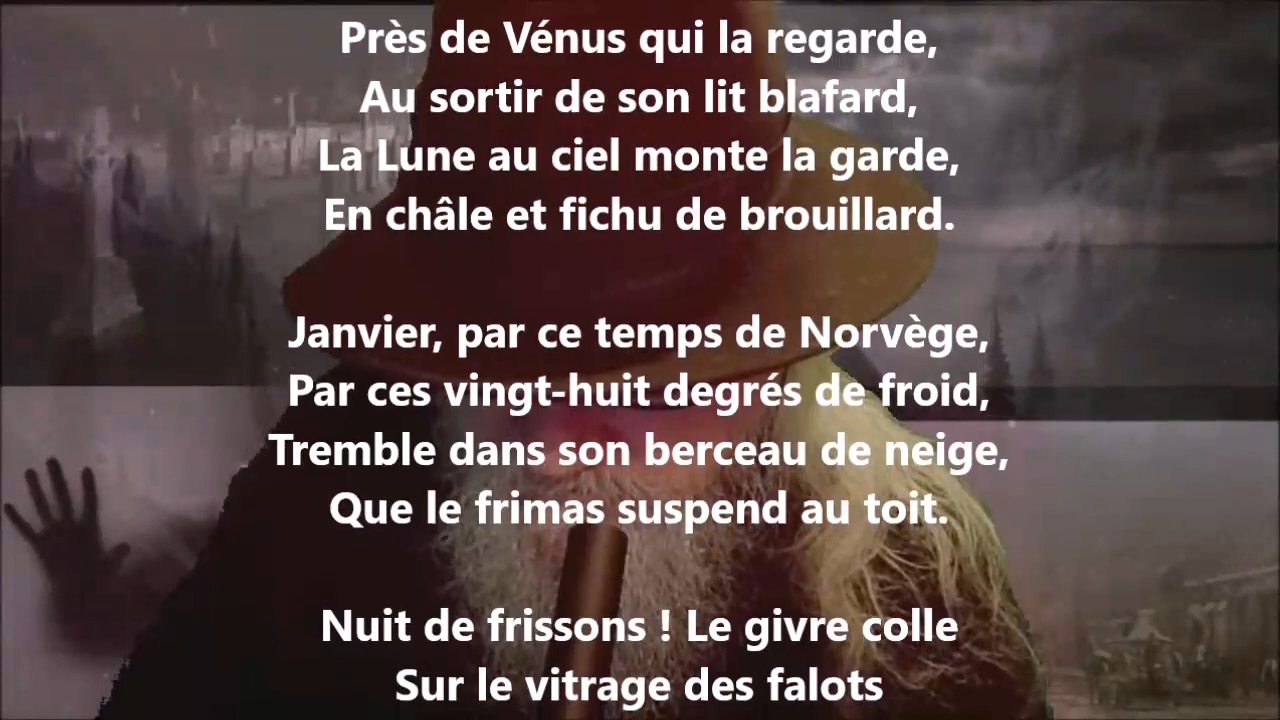 Près de Vénus qui la regarde,
Au sortir de son lit blafard,
La Lune au ciel monte la garde,
En châle et fichu de brouillard.
Janvier, par ce temps de Norvège,
Par ces vingt-huit degrés de froid,
Tremble dans son berceau de neige,
Que le frimas suspend au toit.
Nuit de frissons ! Le givre colle
Sur le vitrage des falots